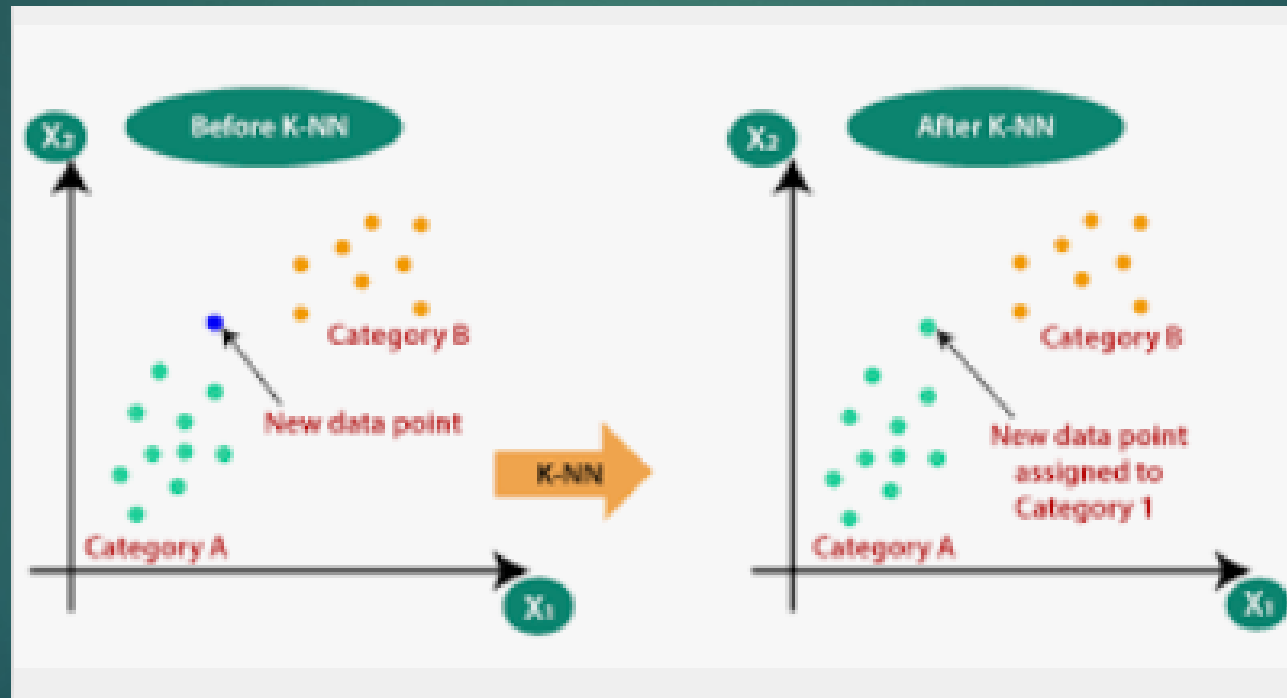 Before K-NN
X₂
Category B
New data point
Category A
X₁
K-NN
After K-NN
X₂
Category B
New data point
assigned to
Category 1
Category A
X₁